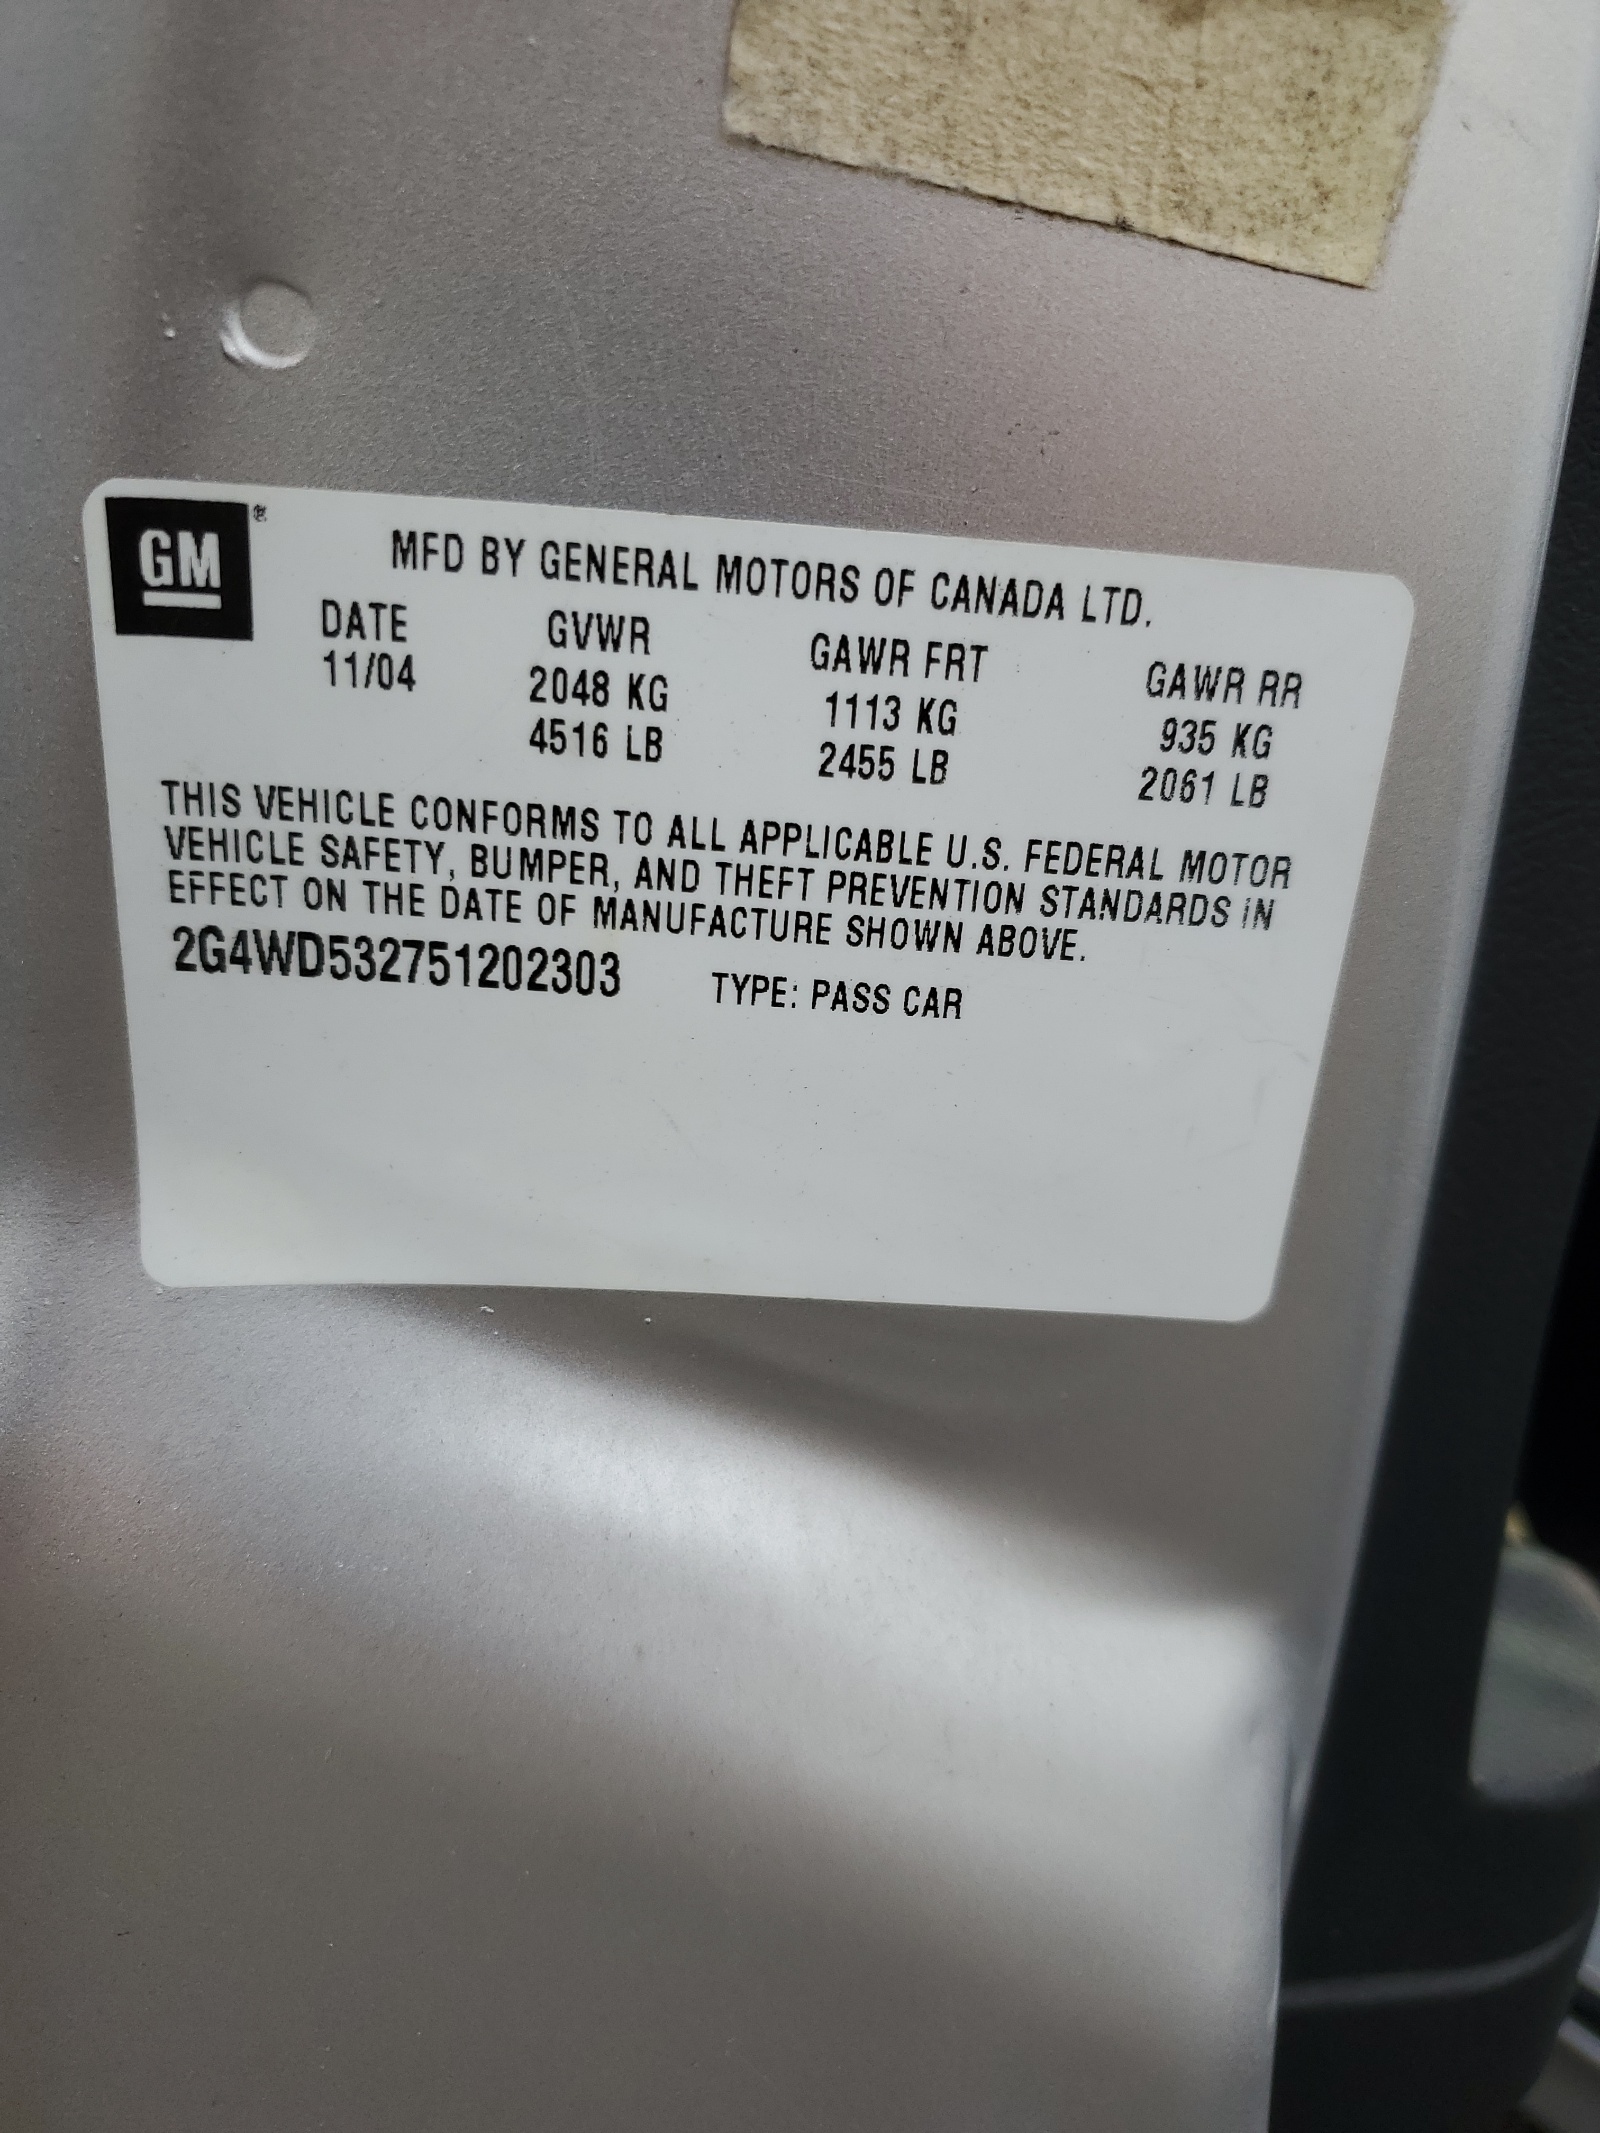 GM ®
MFD BY GENERAL MOTORS OF CANADA LTD.
DATE GVWR GAWR FRT GAWR RR
11/04 2048 KG 1113 KG 935 KG
4516 LB 2455 LB 2061 LB
THIS VEHICLE CONFORMS TO ALL APPLICABLE U.S. FEDERAL MOTOR
VEHICLE SAFETY, BUMPER, AND THEFT PREVENTION STANDARDS IN
EFFECT ON THE DATE OF MANUFACTURE SHOWN ABOVE.
2G4WD532751202303 TYPE: PASS CAR